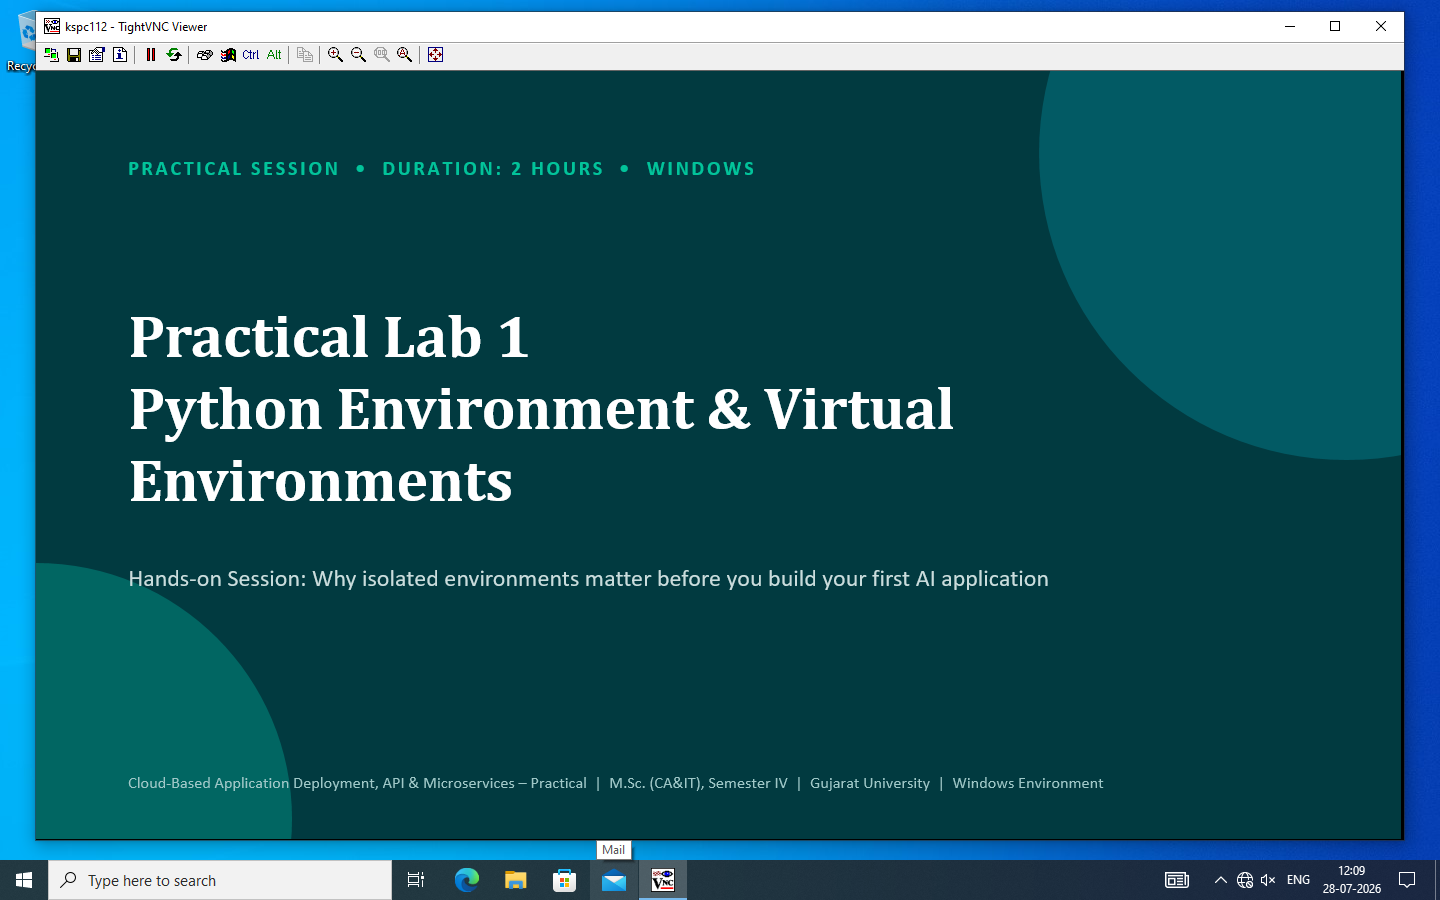 Recyc
kspc112 - TightVNC Viewer
Ctrl Alt
PRACTICAL SESSION • DURATION: 2 HOURS • WINDOWS
Practical Lab 1
Python Environment & Virtual
Environments
Hands-on Session: Why isolated environments matter before you build your first AI application
Cloud-Based Application Deployment, API & Microservices – Practical | M.Sc. (CA&IT), Semester IV | Gujarat University | Windows Environment
Mail
Type here to search
VNC
ENG
12:09
28-07-2026